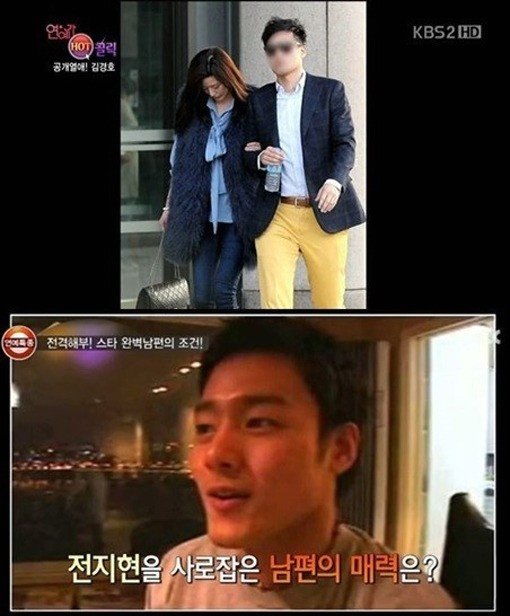 연예가
HOT
클릭
공개열애! 김경호
KBS2 HD
연예특종
전격해부! 스타 완벽남편의 조건!
전지현을 사로잡은 남편의 매력은?